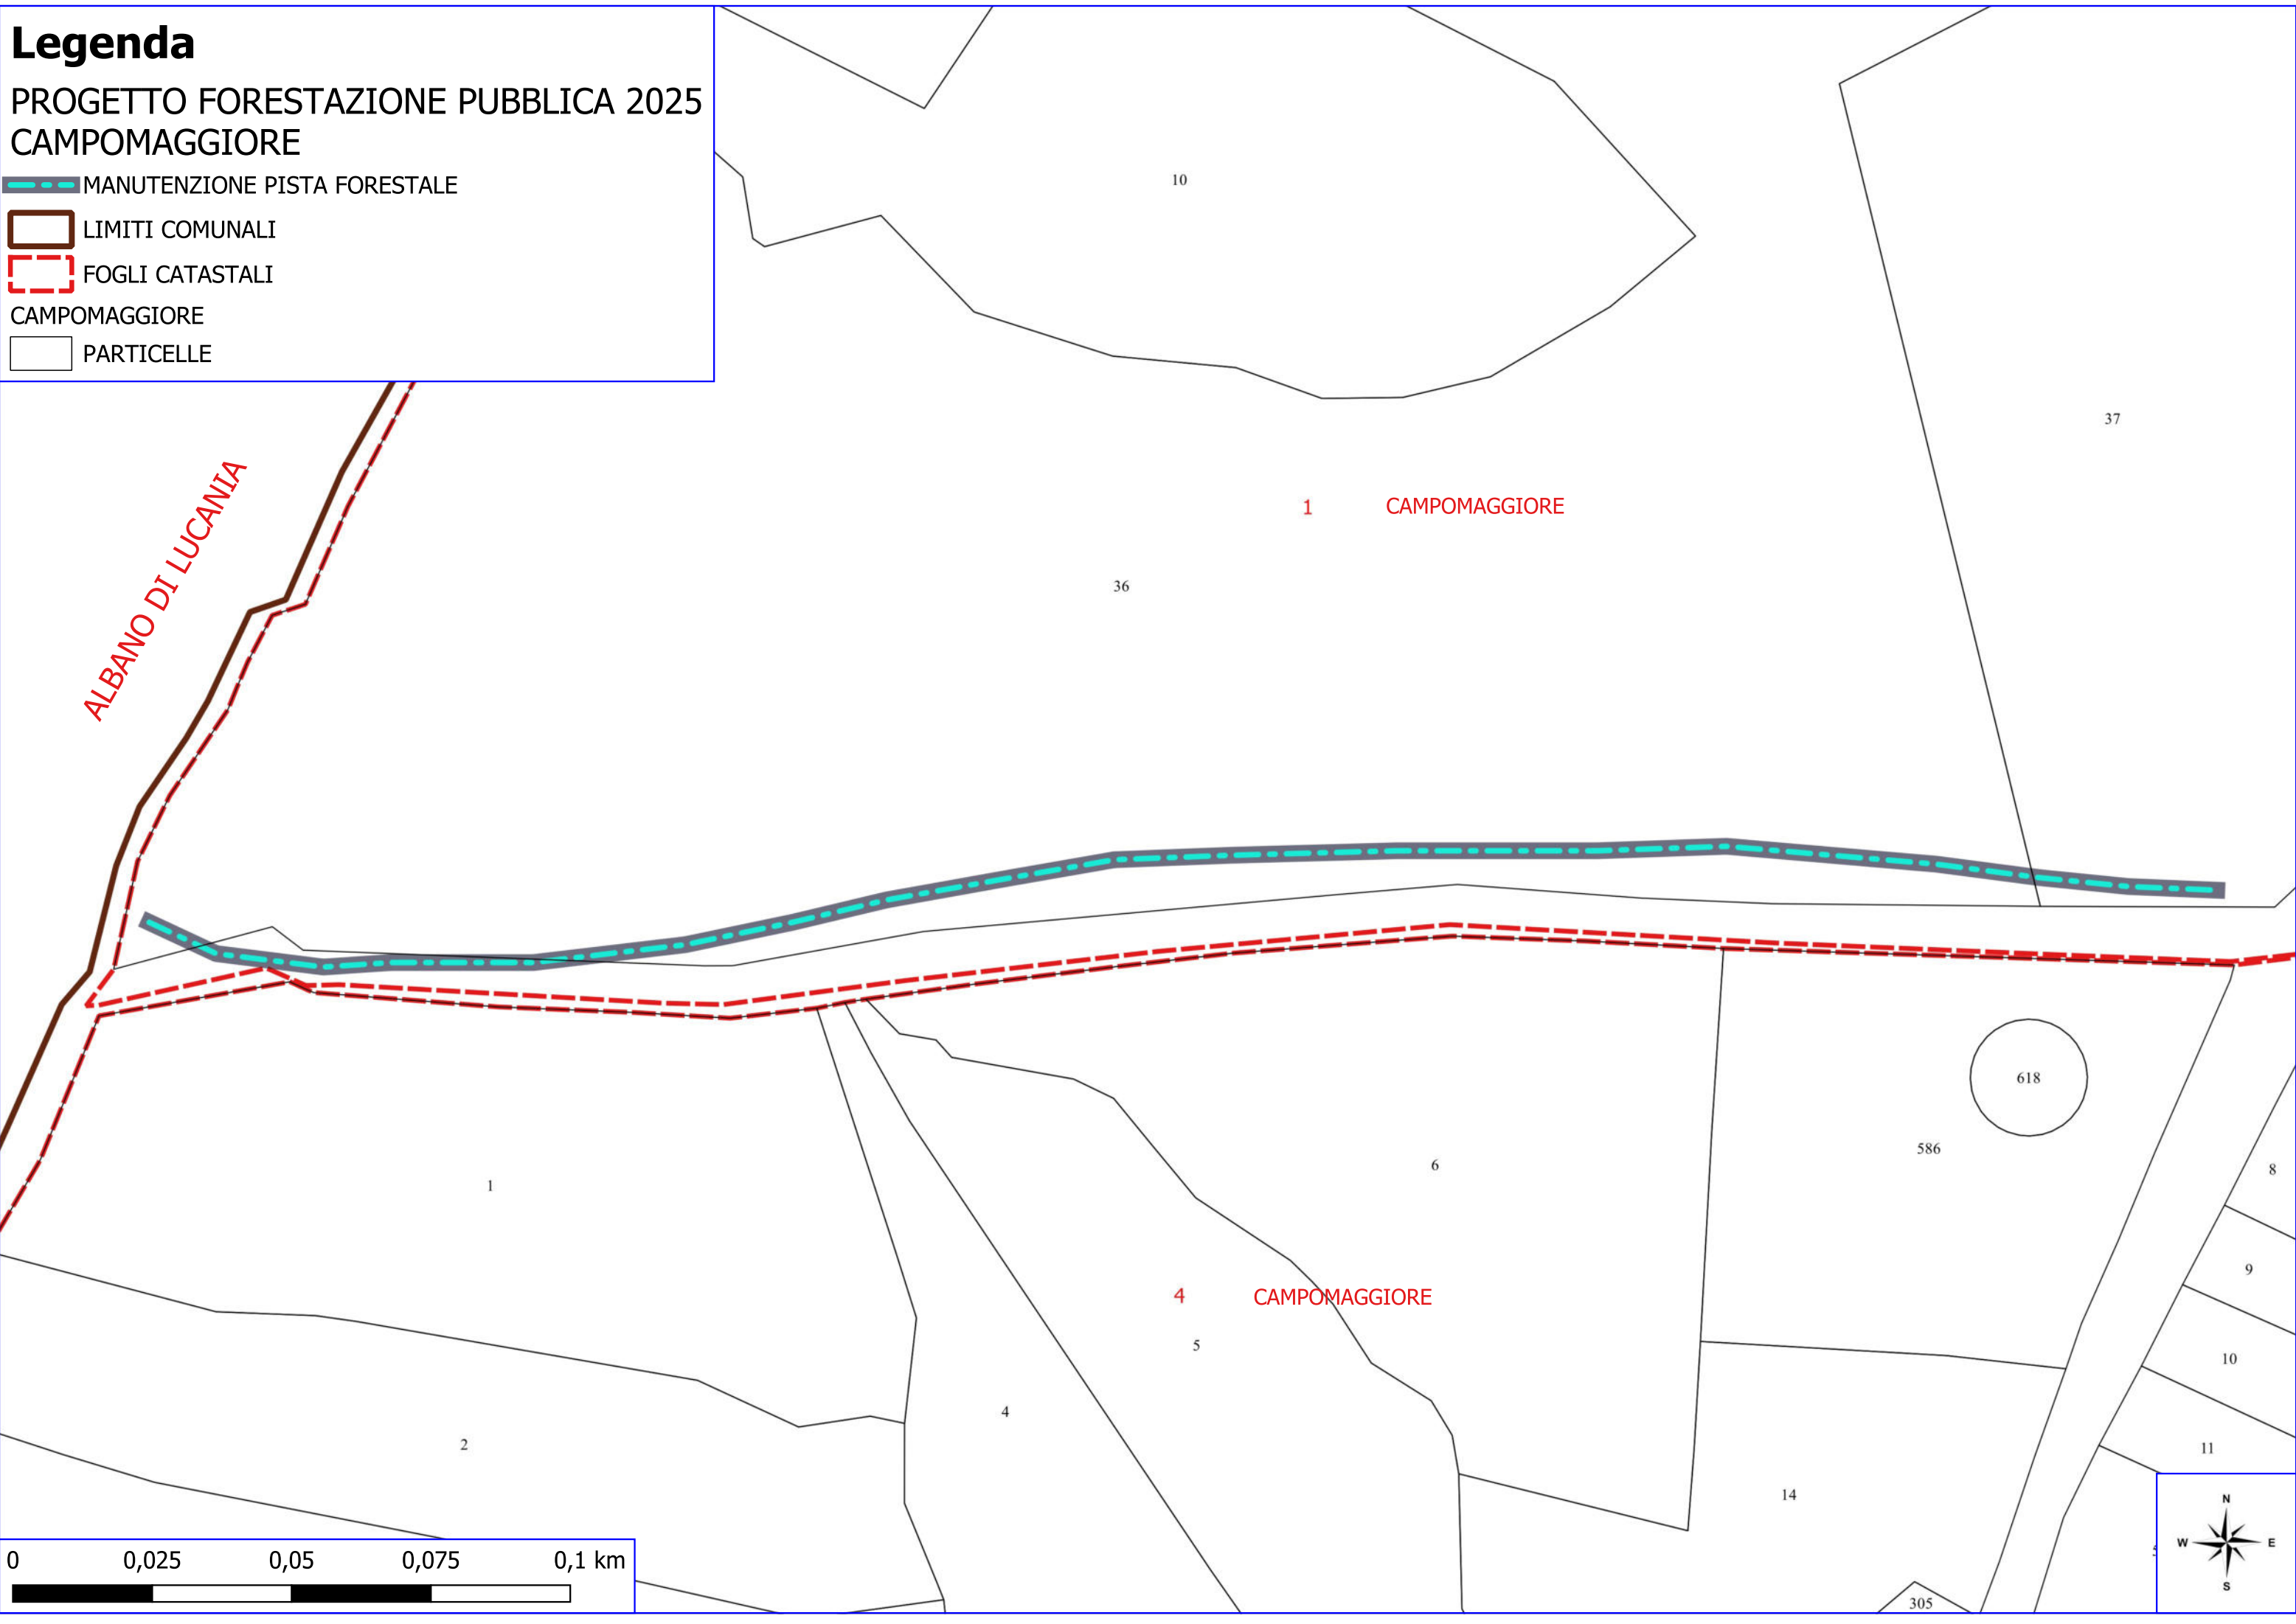 Legenda
PROGETTO FORESTAZIONE PUBBLICA 2025
CAMPOMAGGIORE
MANUTENZIONE PISTA FORESTALE
LIMITI COMUNALI
FOGLI CATASTALI
CAMPOMAGGIORE
PARTICELLE
10
37
ALBANO DI LUCANIA
1 CAMPOMAGGIORE
36
618
586
6
8
1
9
4 CAMPOMAGGIORE
5
10
4
2
11
14
N
W E
S
305
0 0,025 0,05 0,075 0,1 km